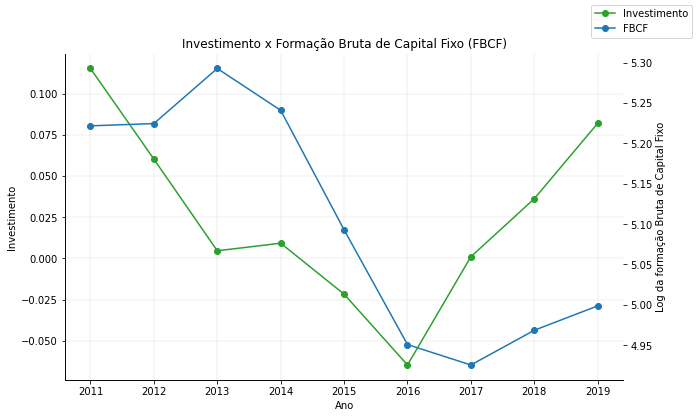 Investimento
FBCF
Investimento x Formação Bruta de Capital Fixo (FBCF)
0.100
0.075
0.050
0.025
0.000
−0.025
−0.050
Investimento
5.30
5.25
5.20
5.15
5.10
5.05
5.00
4.95
Log da formação Bruta de Capital Fixo
2011 2012 2013 2014 2015 2016 2017 2018 2019
Ano